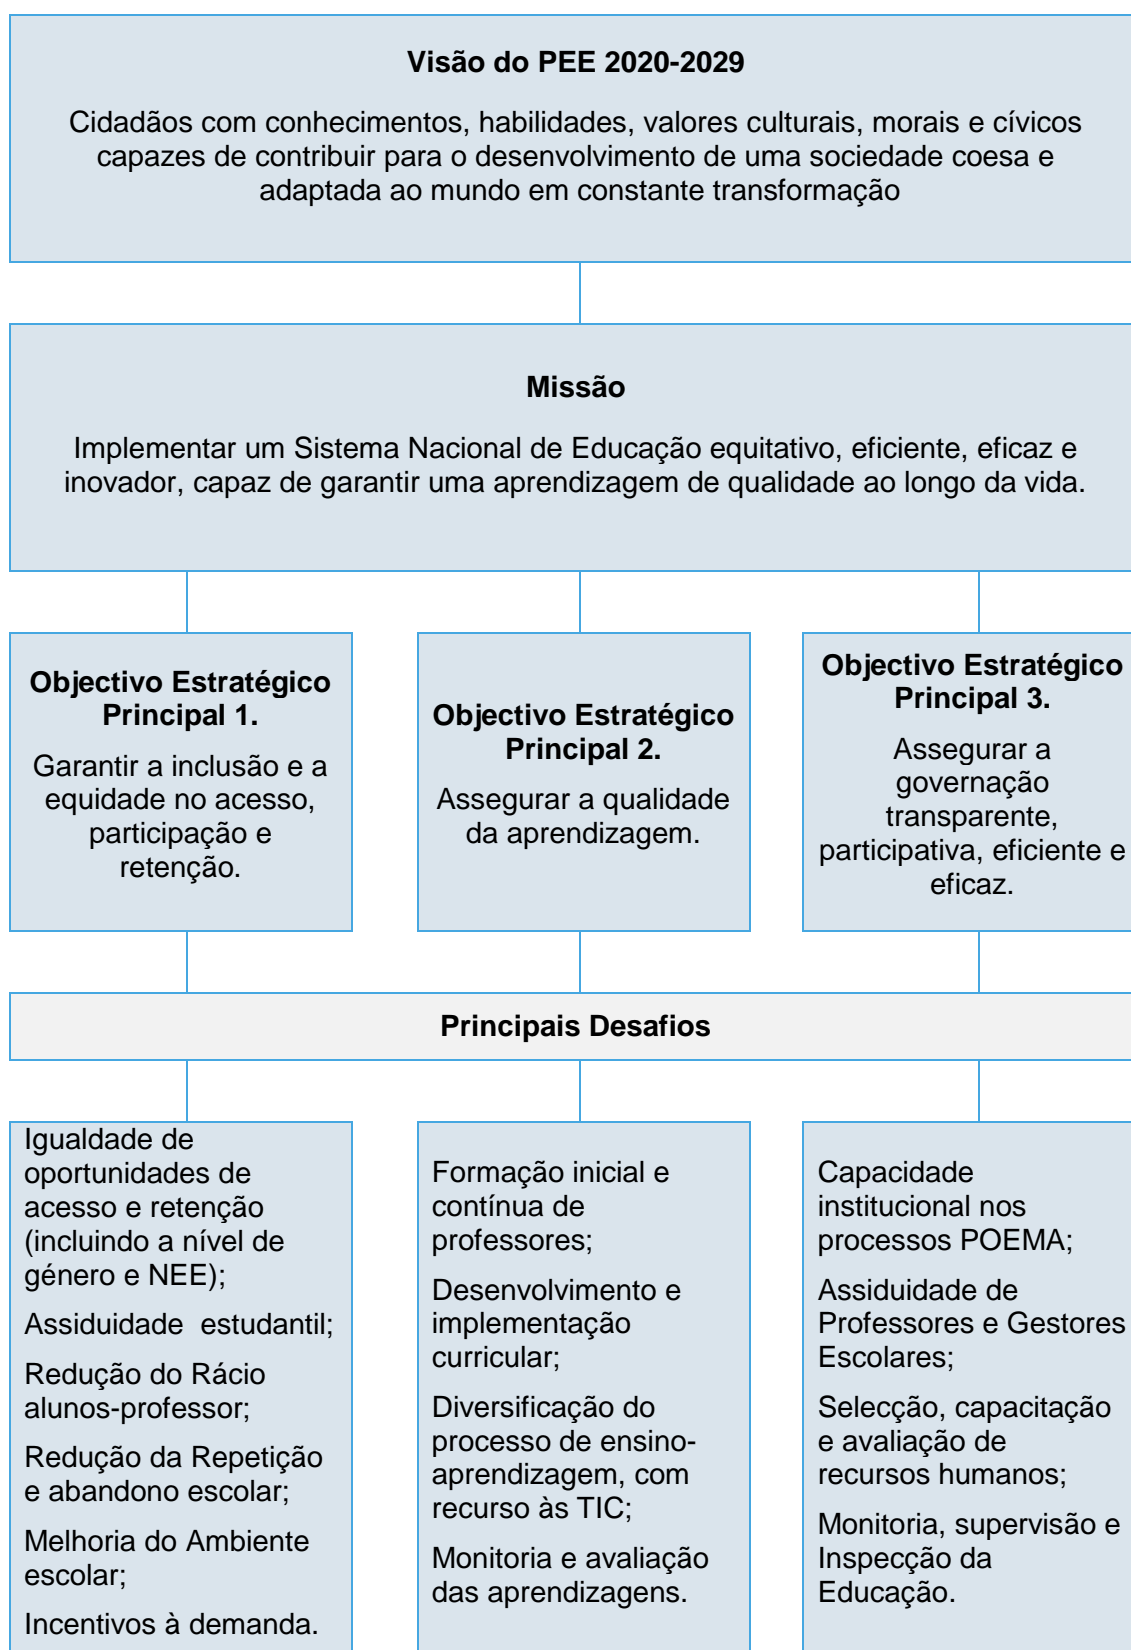 Visão do PEE 2020-2029
Cidadãos com conhecimentos, habilidades, valores culturais, morais e cívicos
capazes de contribuir para o desenvolvimento de uma sociedade coesa e
adaptada ao mundo em constante transformação
Missão
Implementar um Sistema Nacional de Educação equitativo, eficiente, eficaz e
inovador, capaz de garantir uma aprendizagem de qualidade ao longo da vida.
Objectivo Estratégico
Principal 1.
Garantir a inclusão e a
equidade no acesso,
participação e
retenção.
Objectivo Estratégico
Principal 2.
Assegurar a qualidade
da aprendizagem.
Objectivo Estratégico
Principal 3.
Assegurar a
governação
transparente,
participativa, eficiente e
eficaz.
Principais Desafios
Igualdade de
oportunidades de
acesso e retenção
(incluindo a nível de
género e NEE);
Assiduidade estudantil;
Redução do Rácio
alunos-professor;
Redução da Repetição
e abandono escolar;
Melhoria do Ambiente
escolar;
Incentivos à demanda.
Formação inicial e
contínua de
professores;
Desenvolvimento e
implementação
curricular;
Diversificação do
processo de ensino-
aprendizagem, com
recurso às TIC;
Monitoria e avaliação
das aprendizagens.
Capacidade
institucional nos
processos POEMA;
Assiduidade de
Professores e Gestores
Escolares;
Selecção, capacitação
e avaliação de
recursos humanos;
Monitoria, supervisão e
Inspecção da
Educação.